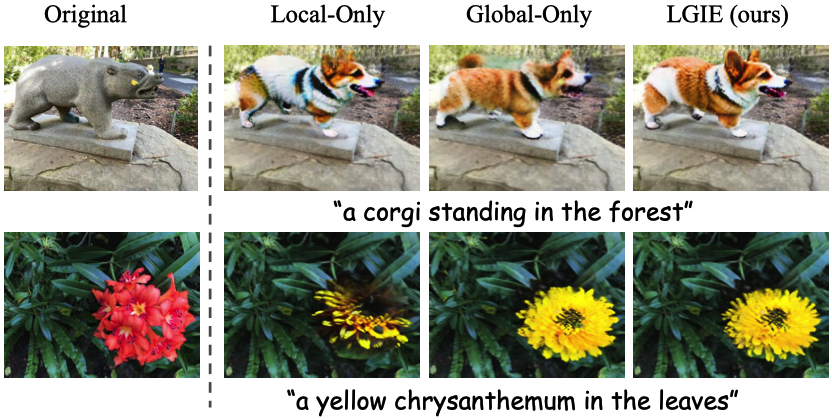 Original
Local-Only
Global-Only
LGIE (ours)
“a corgi standing in the forest”
“a yellow chrysanthemum in the leaves”